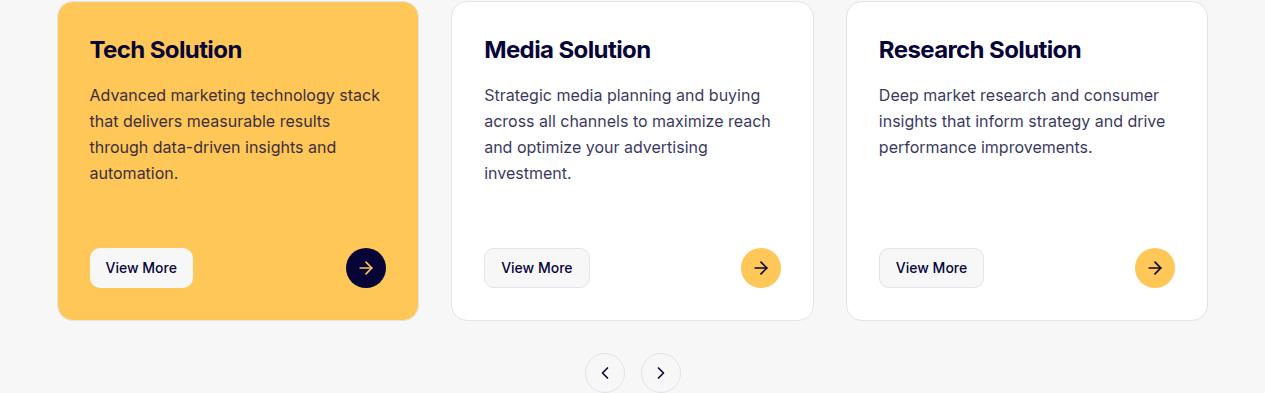 Tech Solution
Advanced marketing technology stack
that delivers measurable results
through data-driven insights and
automation.
View More
Media Solution
Strategic media planning and buying
across all channels to maximize reach
and optimize your advertising
investment.
View More
Research Solution
Deep market research and consumer
insights that inform strategy and drive
performance improvements.
View More